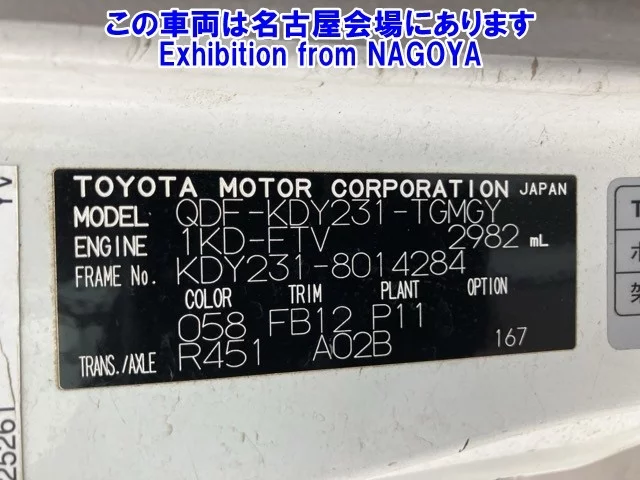 この車両は名古屋会場にあります
Exhibition from NAGOYA
TOYOTA MOTOR CORPORATION JAPAN
MODEL QDF-KDY231-TGMGY
ENGINE 1KD-FTV 2982 mL
FRAME No. KDY231-8014284
COLOR TRIM PLANT OPTION
058 FB12 P11
TRANS./AXLE R451 A02B 167
25261